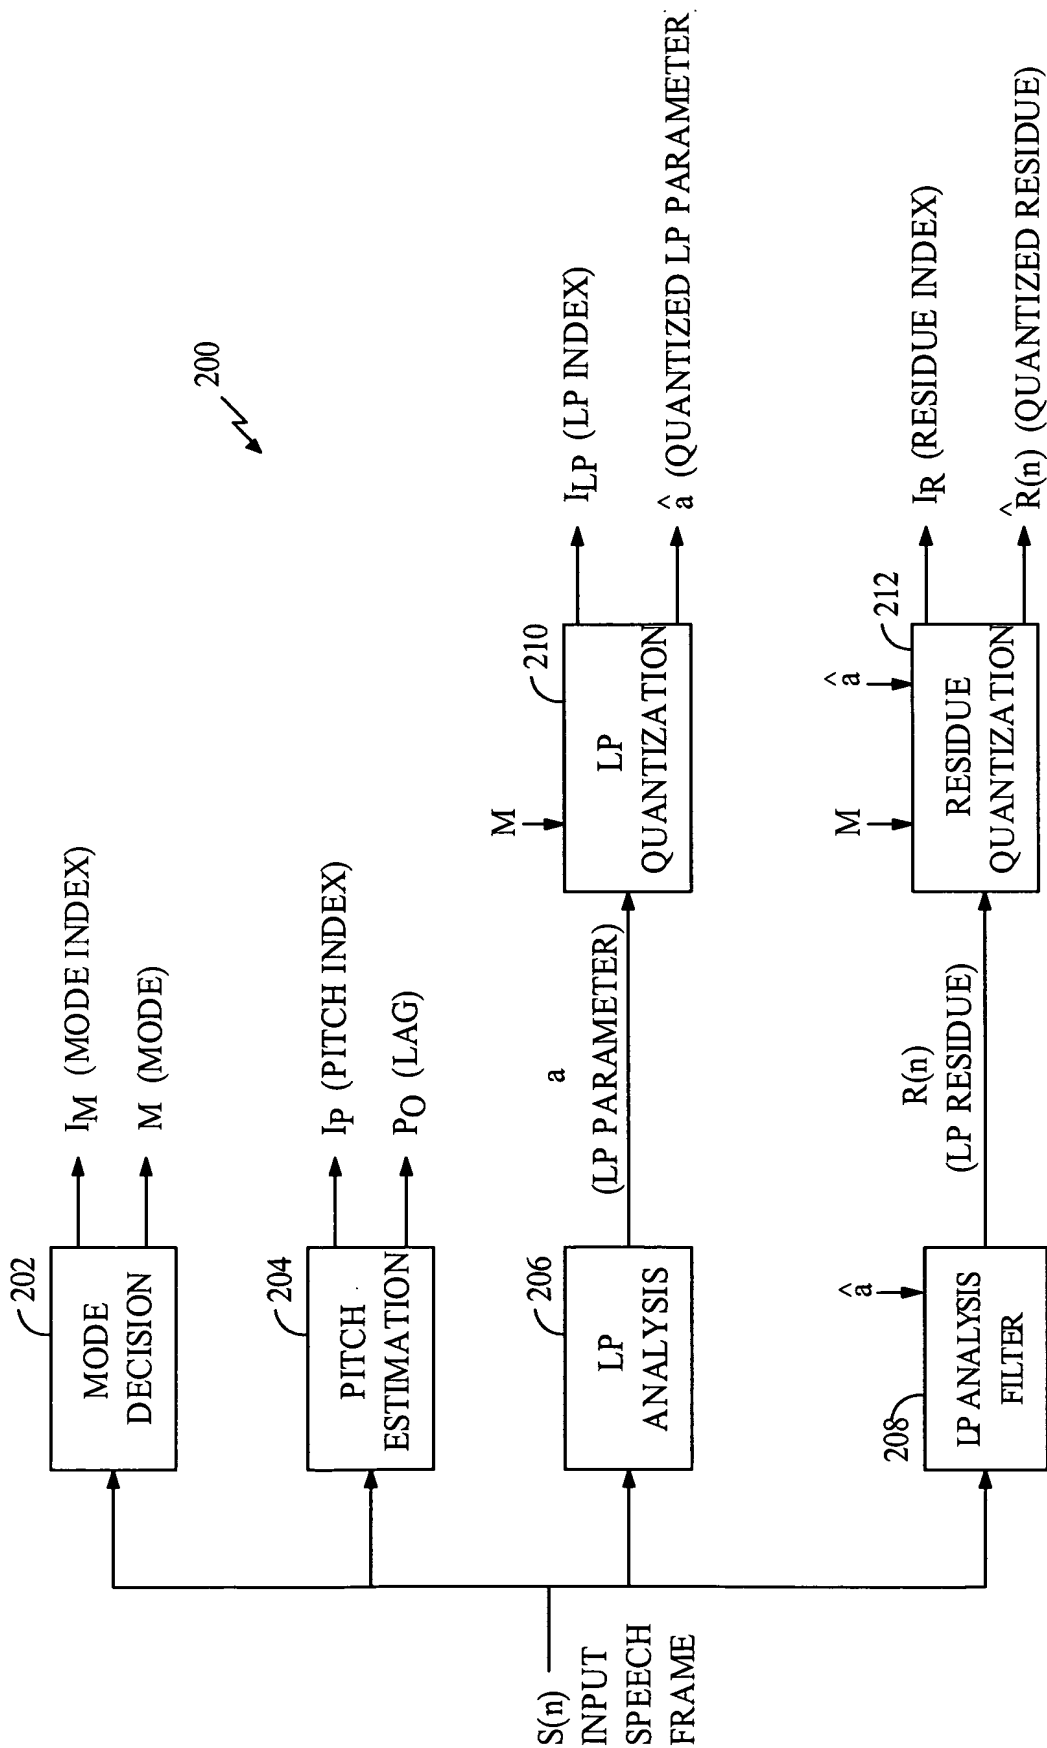 200
S(n)
INPUT
SPEECH
FRAME
202
MODE
DECISION
I_M (MODE INDEX)
M (MODE)
204
PITCH
ESTIMATION
I_P (PITCH INDEX)
P_O (LAG)
206
LP
ANALYSIS
a
(LP PARAMETER)
M
210
LP
QUANTIZATION
I_LP (LP INDEX)
â (QUANTIZED LP PARAMETER
208
â
LP ANALYSIS
FILTER
R(n)
(LP RESIDUE)
M
â
212
RESIDUE
QUANTIZATION
I_R (RESIDUE INDEX)
R̂(n) (QUANTIZED RESIDUE)